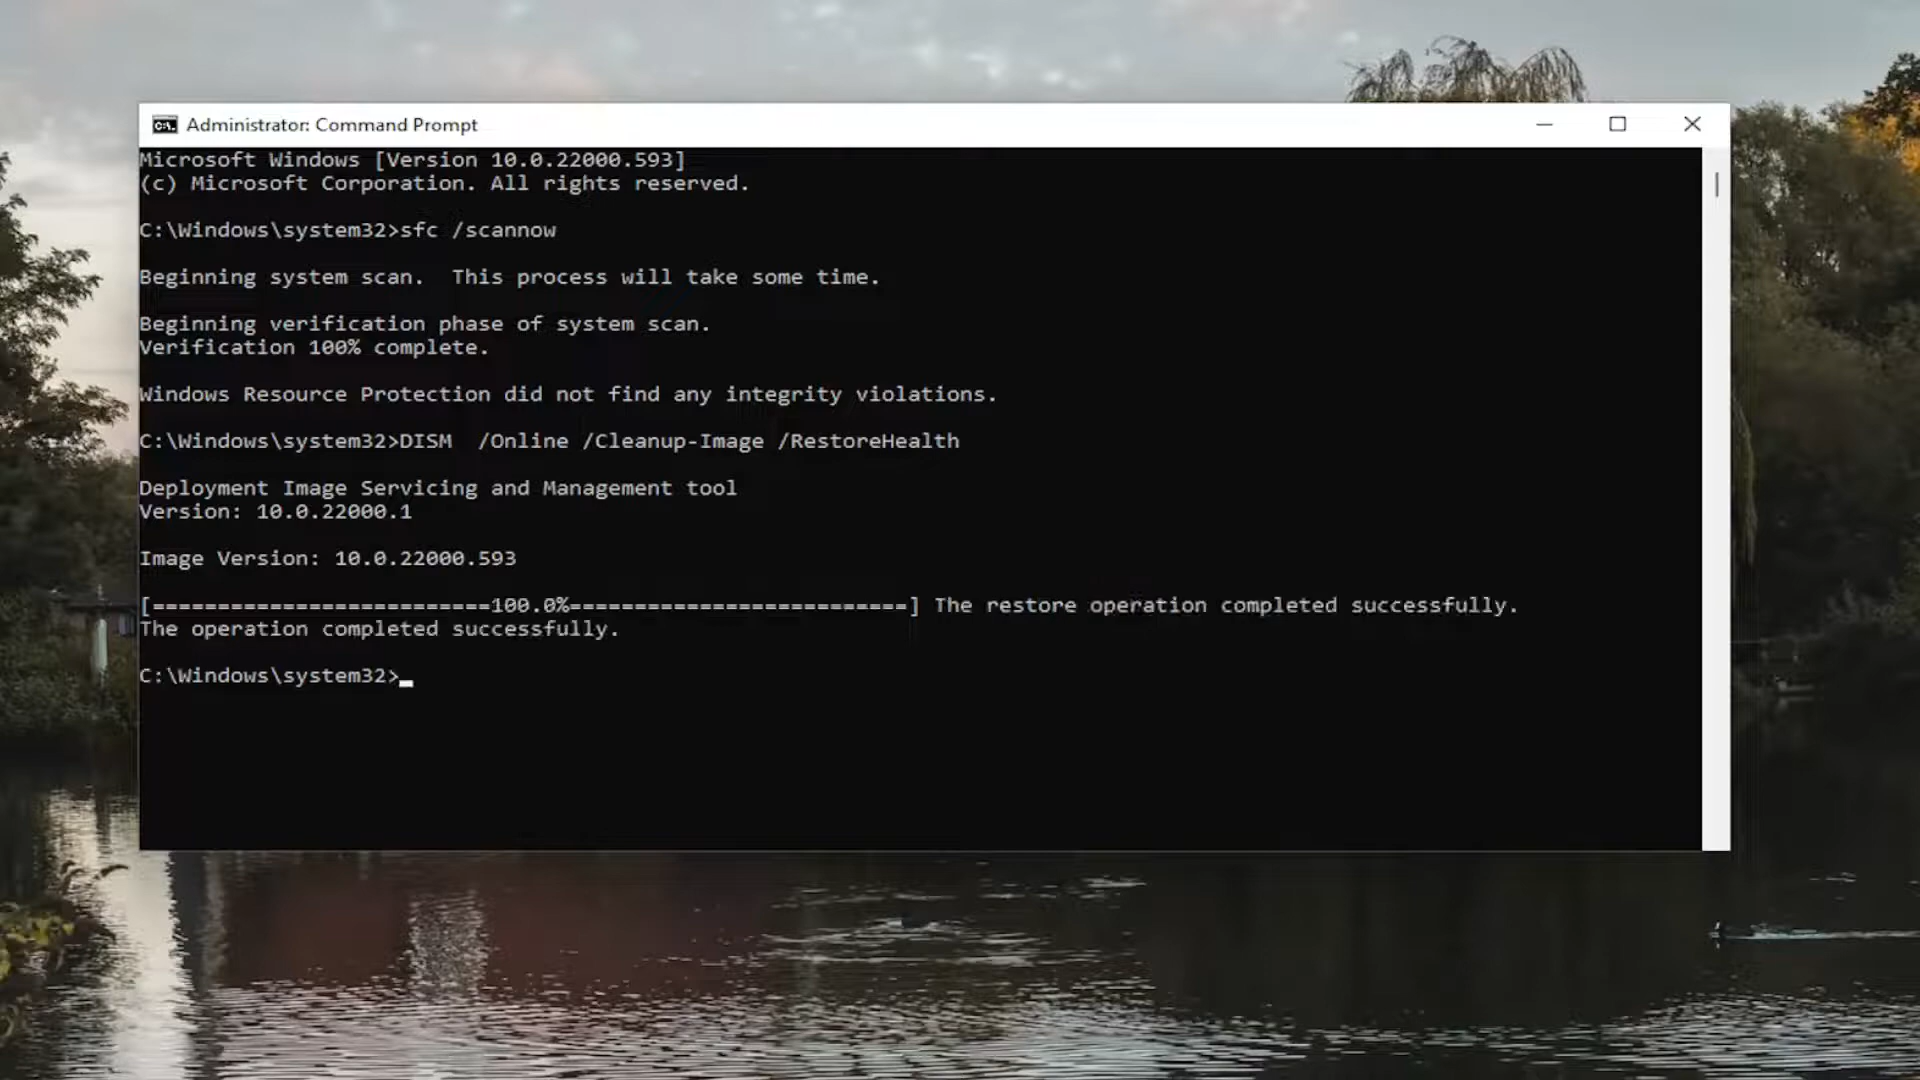 Administrator: Command Prompt
Microsoft Windows [Version 10.0.22000.593]
(c) Microsoft Corporation. All rights reserved.
C:\Windows\system32>sfc /scannow
Beginning system scan.  This process will take some time.
Beginning verification phase of system scan.
Verification 100% complete.
Windows Resource Protection did not find any integrity violations.
C:\Windows\system32>DISM  /Online /Cleanup-Image /RestoreHealth
Deployment Image Servicing and Management tool
Version: 10.0.22000.1
Image Version: 10.0.22000.593
[==========================100.0%==========================] The restore operation completed successfully.
The operation completed successfully.
C:\Windows\system32>